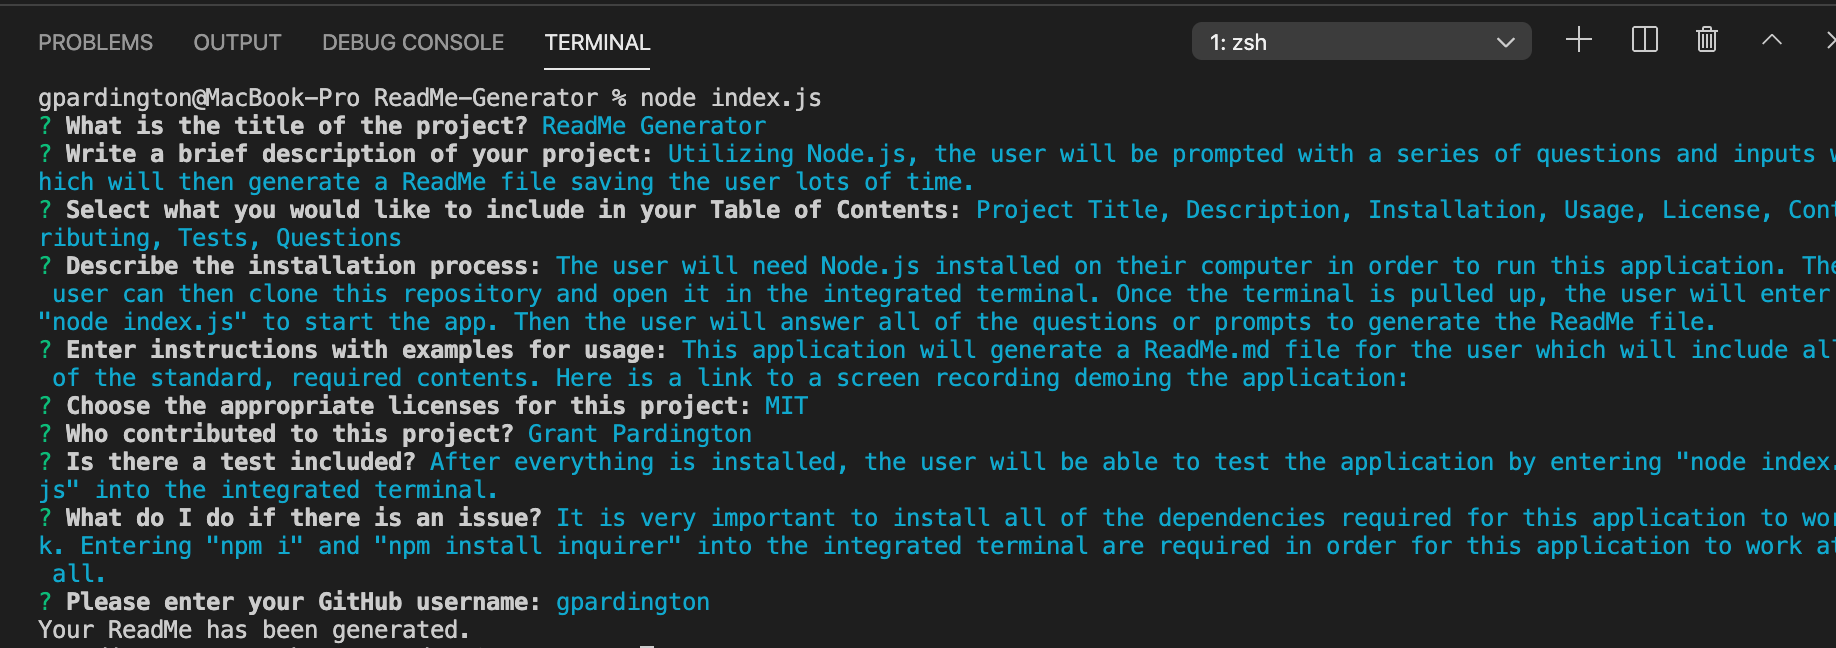 PROBLEMS OUTPUT DEBUG CONSOLE TERMINAL 1: zsh
gpardington@MacBook-Pro ReadMe-Generator % node index.js
? What is the title of the project? ReadMe Generator
? Write a brief description of your project: Utilizing Node.js, the user will be prompted with a series of questions and inputs w
hich will then generate a ReadMe file saving the user lots of time.
? Select what you would like to include in your Table of Contents: Project Title, Description, Installation, Usage, License, Cont
ributing, Tests, Questions
? Describe the installation process: The user will need Node.js installed on their computer in order to run this application. The
user can then clone this repository and open it in the integrated terminal. Once the terminal is pulled up, the user will enter
"node index.js" to start the app. Then the user will answer all of the questions or prompts to generate the ReadMe file.
? Enter instructions with examples for usage: This application will generate a ReadMe.md file for the user which will include all
of the standard, required contents. Here is a link to a screen recording demoing the application:
? Choose the appropriate licenses for this project: MIT
? Who contributed to this project? Grant Pardington
? Is there a test included? After everything is installed, the user will be able to test the application by entering "node index.
js" into the integrated terminal.
? What do I do if there is an issue? It is very important to install all of the dependencies required for this application to wor
k. Entering "npm i" and "npm install inquirer" into the integrated terminal are required in order for this application to work at
all.
? Please enter your GitHub username: gpardington
Your ReadMe has been generated.